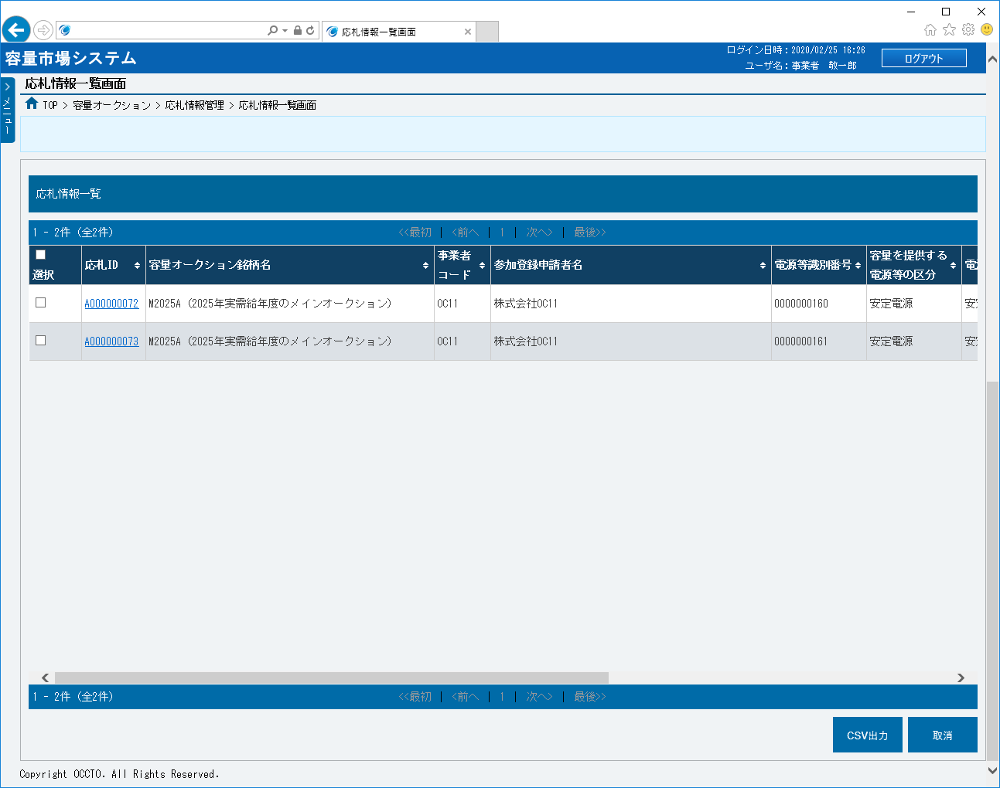 応札情報一覧画面
容量市場システム
ログイン日時：2020/02/25 16:26
ユーザ名：事業者　敬一郎
ログアウト
メニュー
応札情報一覧画面
TOP > 容量オークション > 応札情報管理 > 応札情報一覧画面
応札情報一覧
1 - 2件（全2件） <<最初 | <前へ | 1 | 次へ> | 最後>>
選択 応札ID 容量オークション銘柄名 事業者コード 参加登録申請者名 電源等識別番号 容量を提供する電源等の区分
A000000072 M2025A（2025年実需給年度のメインオークション） 0C11 株式会社0C11 0000000160 安定電源
A000000073 M2025A（2025年実需給年度のメインオークション） 0C11 株式会社0C11 0000000161 安定電源
1 - 2件（全2件） <<最初 | <前へ | 1 | 次へ> | 最後>>
CSV出力 取消
Copyright OCCTO. All Rights Reserved.